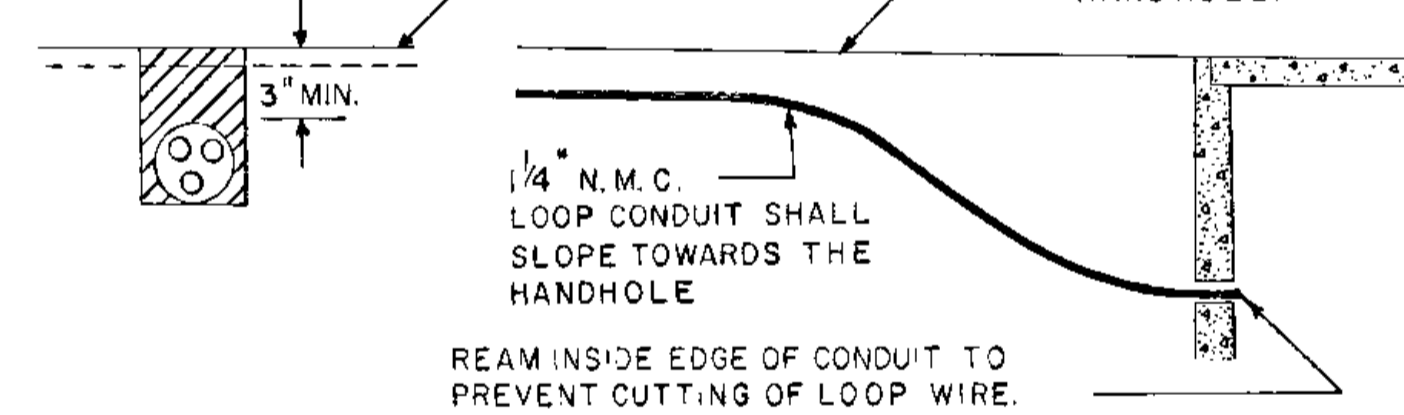 3" MIN.
1 1/4" N.M.C.
LOOP CONDUIT SHALL
SLOPE TOWARDS THE
HANDHOLE
REAM INSIDE EDGE OF CONDUIT TO
PREVENT CUTTING OF LOOP WIRE.